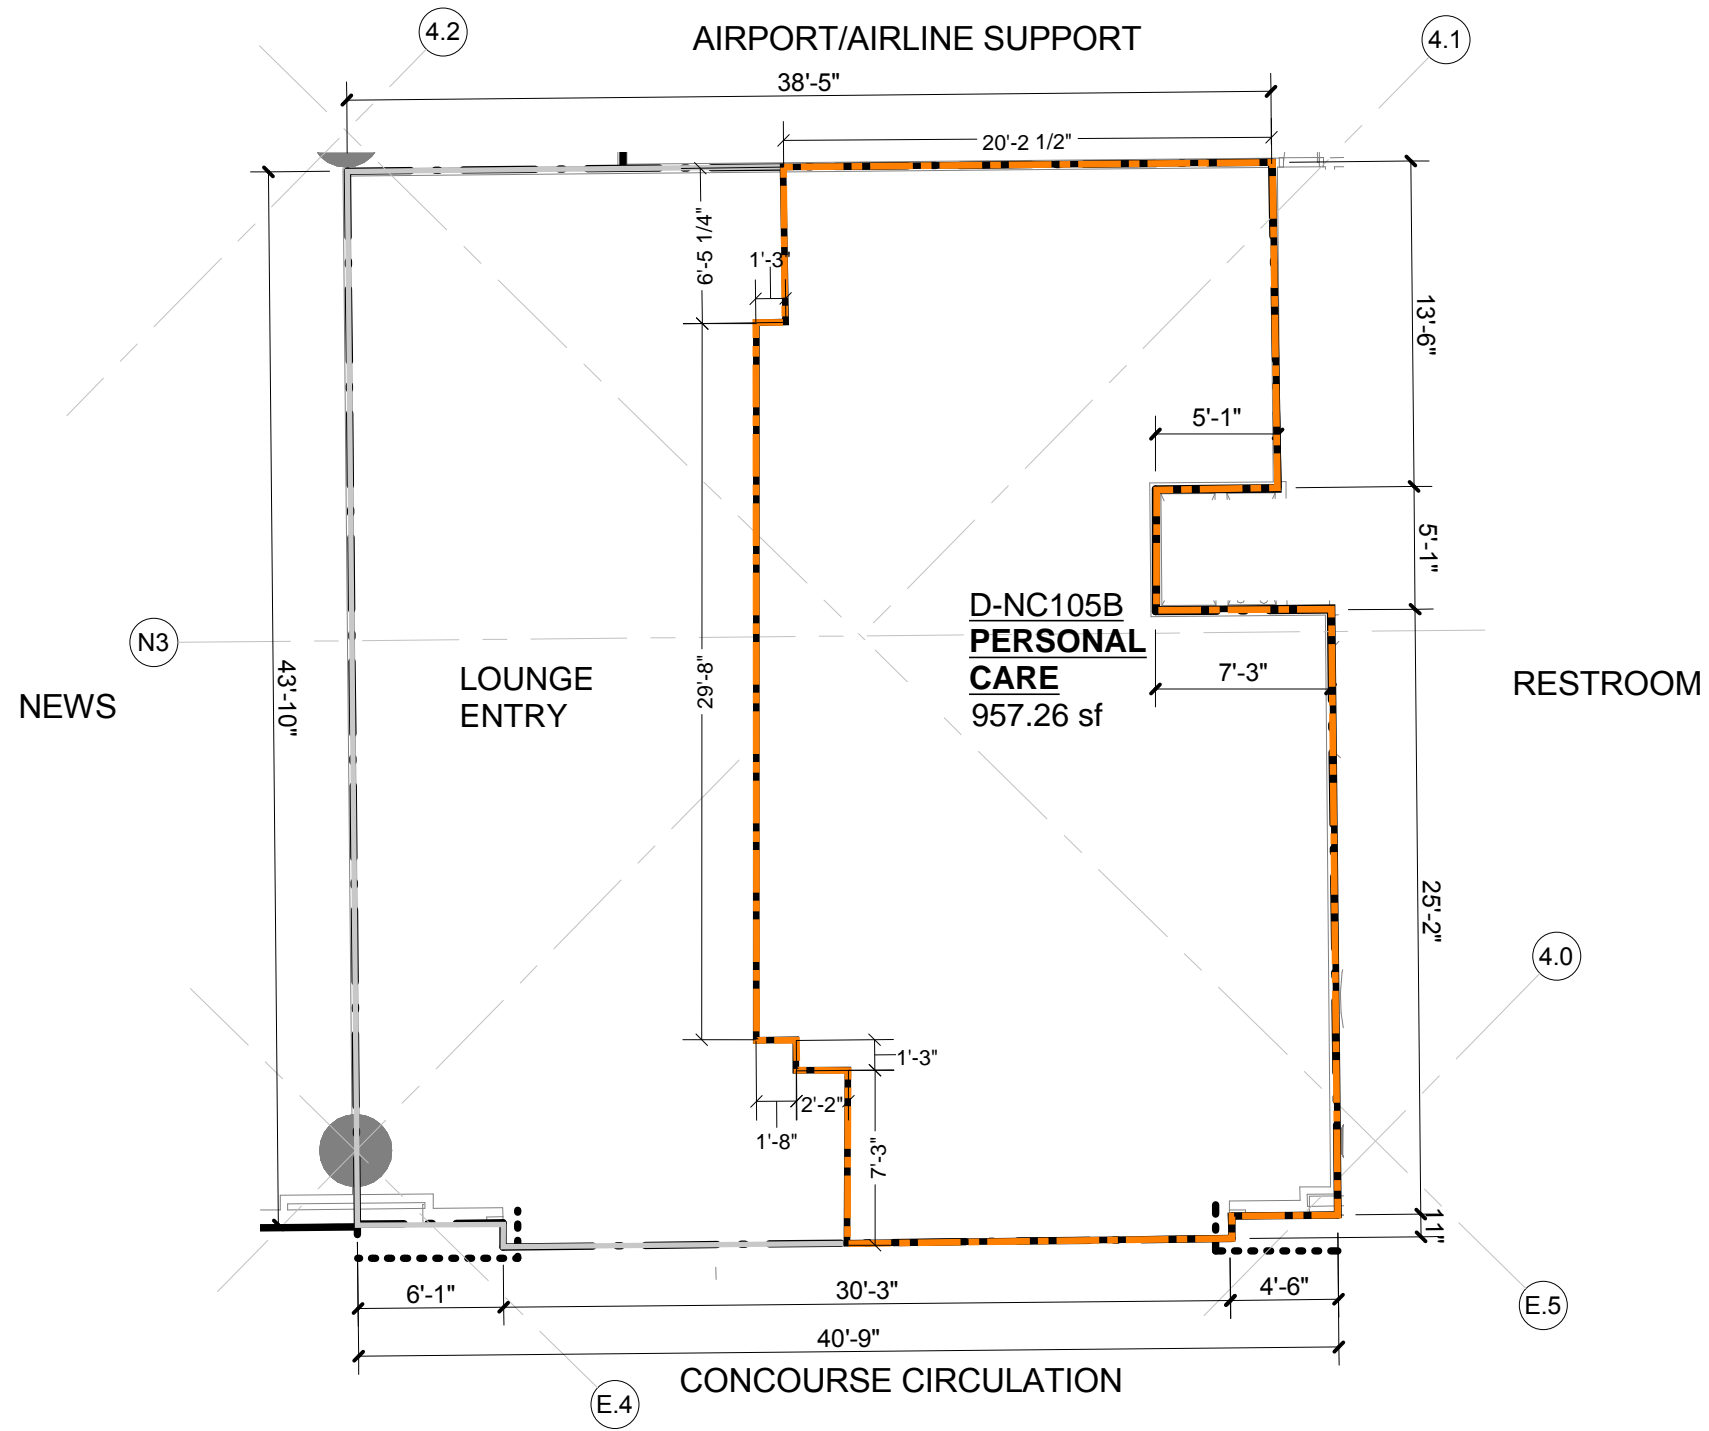 4.2
AIRPORT/AIRLINE SUPPORT
4.1
38'-5"
20'-2 1/2"
6'-5 1/4"
1'-3"
13'-6"
5'-1"
5'-1"
D-NC105B
PERSONAL
CARE
957.26 sf
N3
NEWS
43'-10"
LOUNGE
ENTRY
29'-8"
7'-3"
RESTROOM
25'-2"
4.0
1'-3"
2'-2"
1'-8"
7'-3"
11"
6'-1"
30'-3"
4'-6"
E.5
40'-9"
CONCOURSE CIRCULATION
E.4